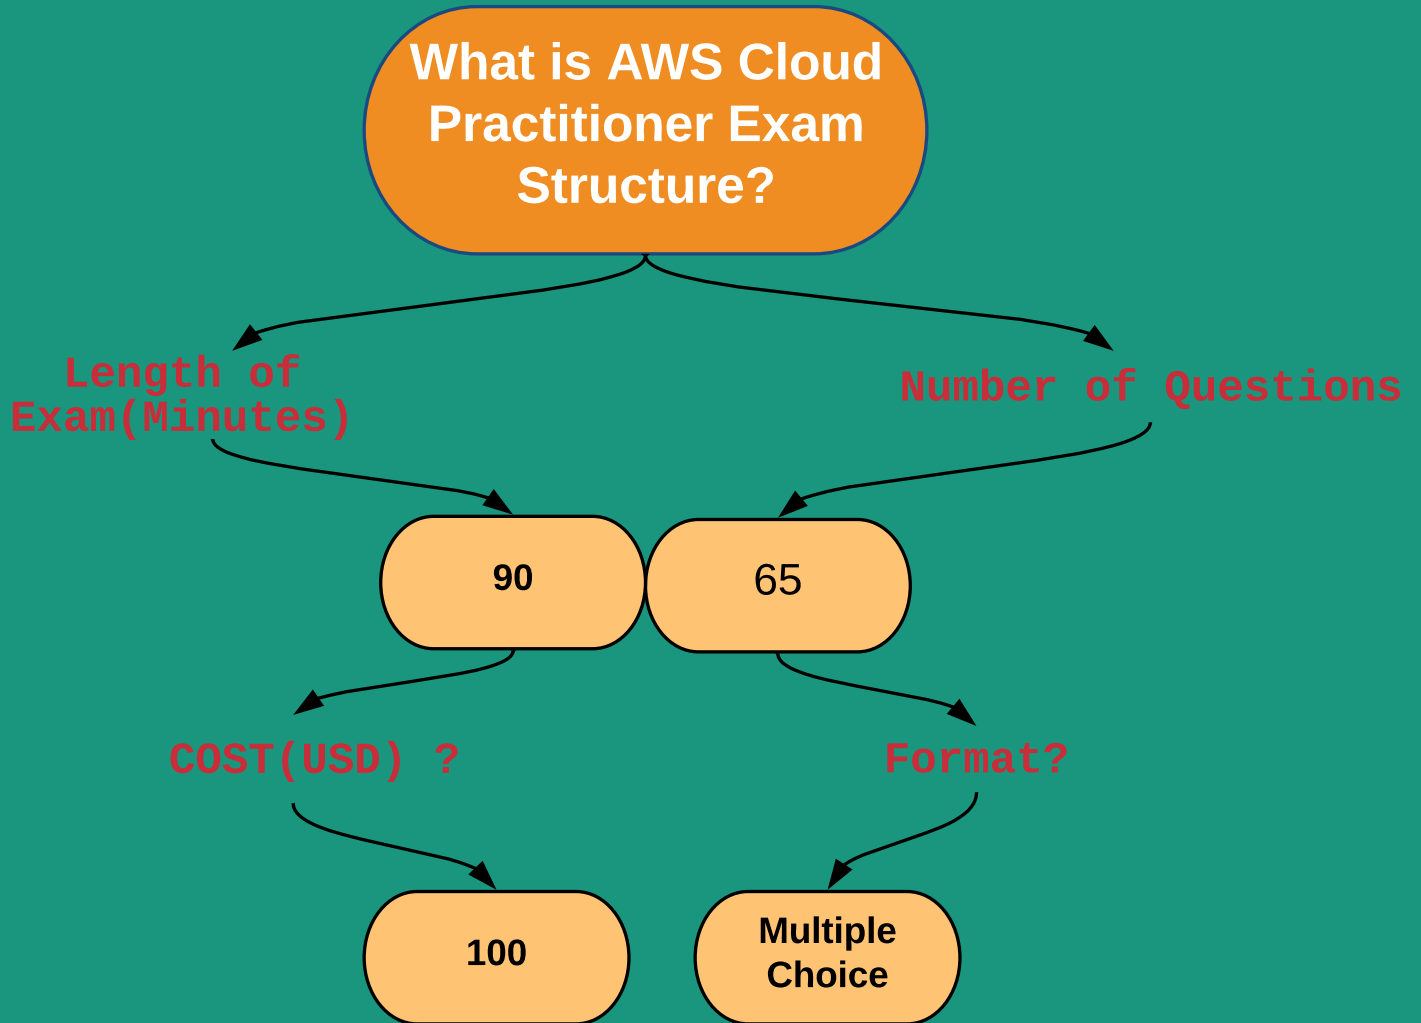 What is AWS Cloud
Practitioner Exam
Structure?
Length of
Exam(Minutes)
Number of Questions
90
65
COST(USD) ?
Format?
100
Multiple
Choice